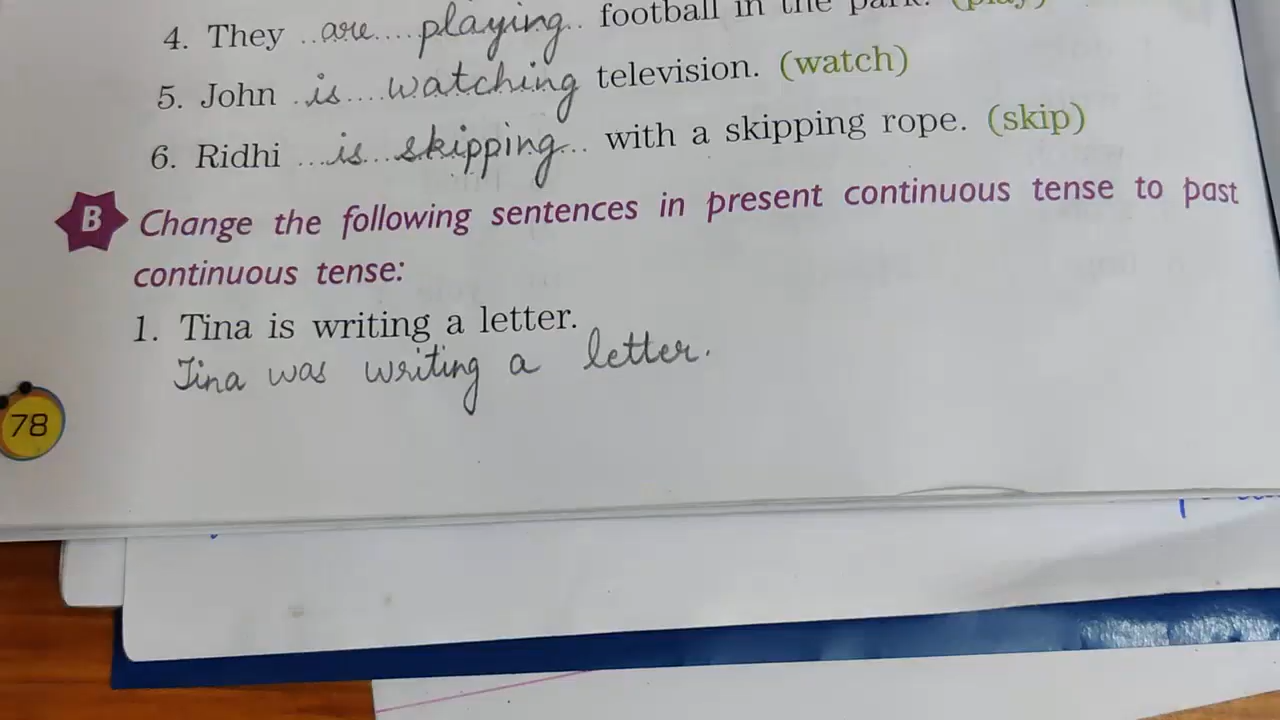 4. They ..are.... playing.. football in the park. (play)
5. John .is.... watching television. (watch)
6. Ridhi ...is...skipping... with a skipping rope. (skip)
B Change the following sentences in present continuous tense to past
continuous tense:
1. Tina is writing a letter.
Tina was writing a letter.
78